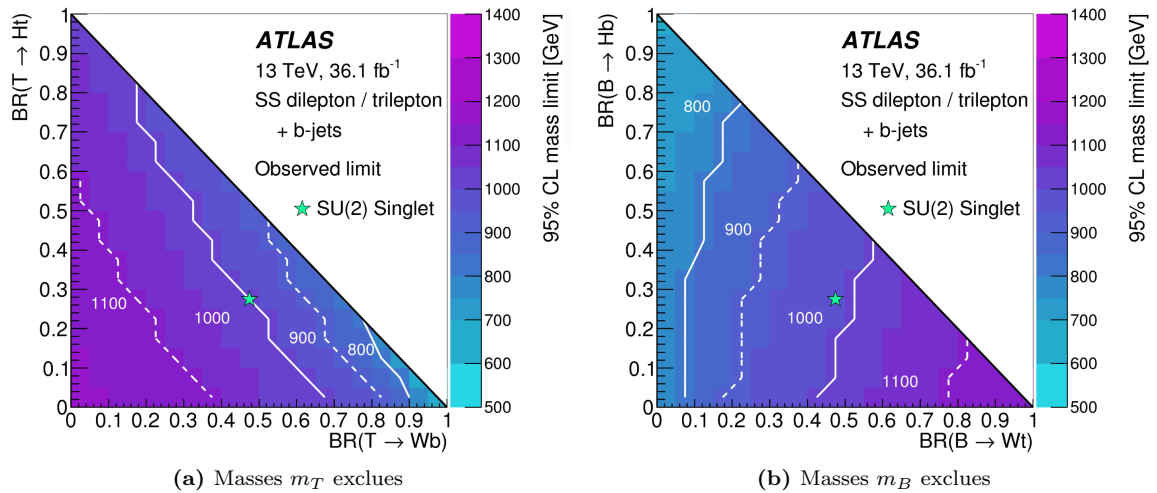 BR(T → Ht)
1
0.9
0.8
0.7
0.6
0.5
0.4
0.3
0.2
0.1
0
0 0.1 0.2 0.3 0.4 0.5 0.6 0.7 0.8 0.9 1
BR(T → Wb)
ATLAS
13 TeV, 36.1 fb⁻¹
SS dilepton / trilepton
+ b-jets
Observed limit
SU(2) Singlet
1100
1000
900
800
1400
1300
1200
1100
1000
900
800
700
600
500
95% CL mass limit [GeV]
(a) Masses m_T exclues
BR(B → Hb)
1
0.9
0.8
0.7
0.6
0.5
0.4
0.3
0.2
0.1
0
0 0.1 0.2 0.3 0.4 0.5 0.6 0.7 0.8 0.9 1
BR(B → Wt)
ATLAS
13 TeV, 36.1 fb⁻¹
SS dilepton / trilepton
+ b-jets
Observed limit
SU(2) Singlet
800
900
1000
1100
1400
1300
1200
1100
1000
900
800
700
600
500
95% CL mass limit [GeV]
(b) Masses m_B exclues